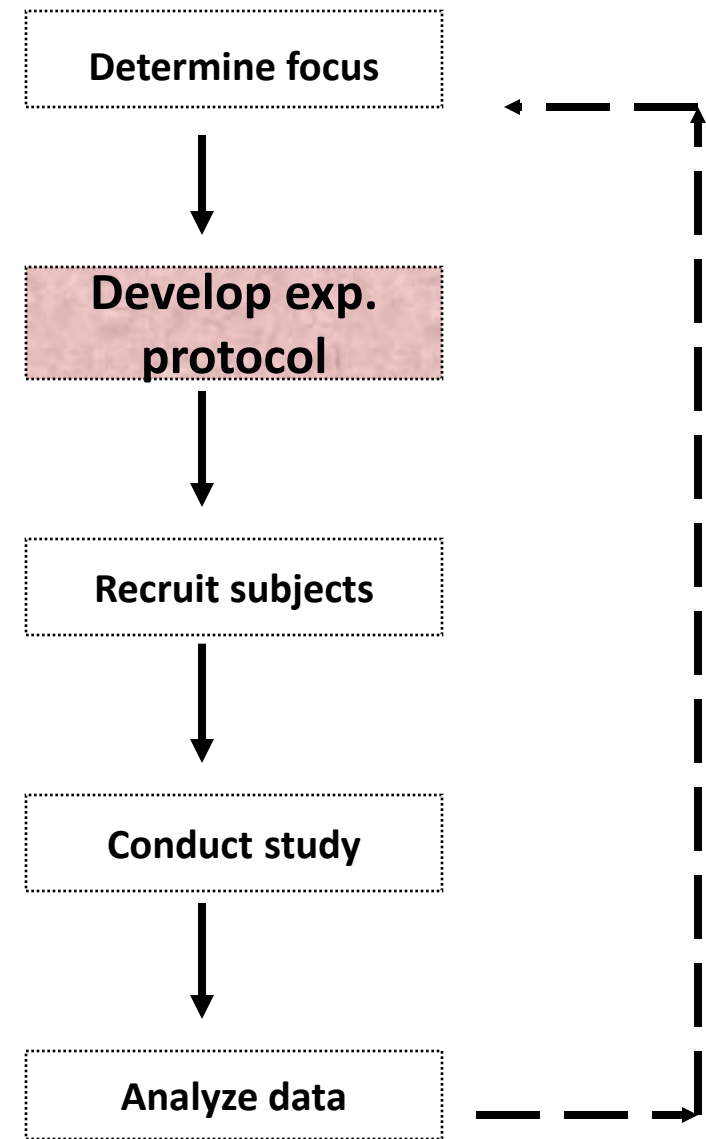 Determine focus
Develop exp.
protocol
Recruit subjects
Conduct study
Analyze data